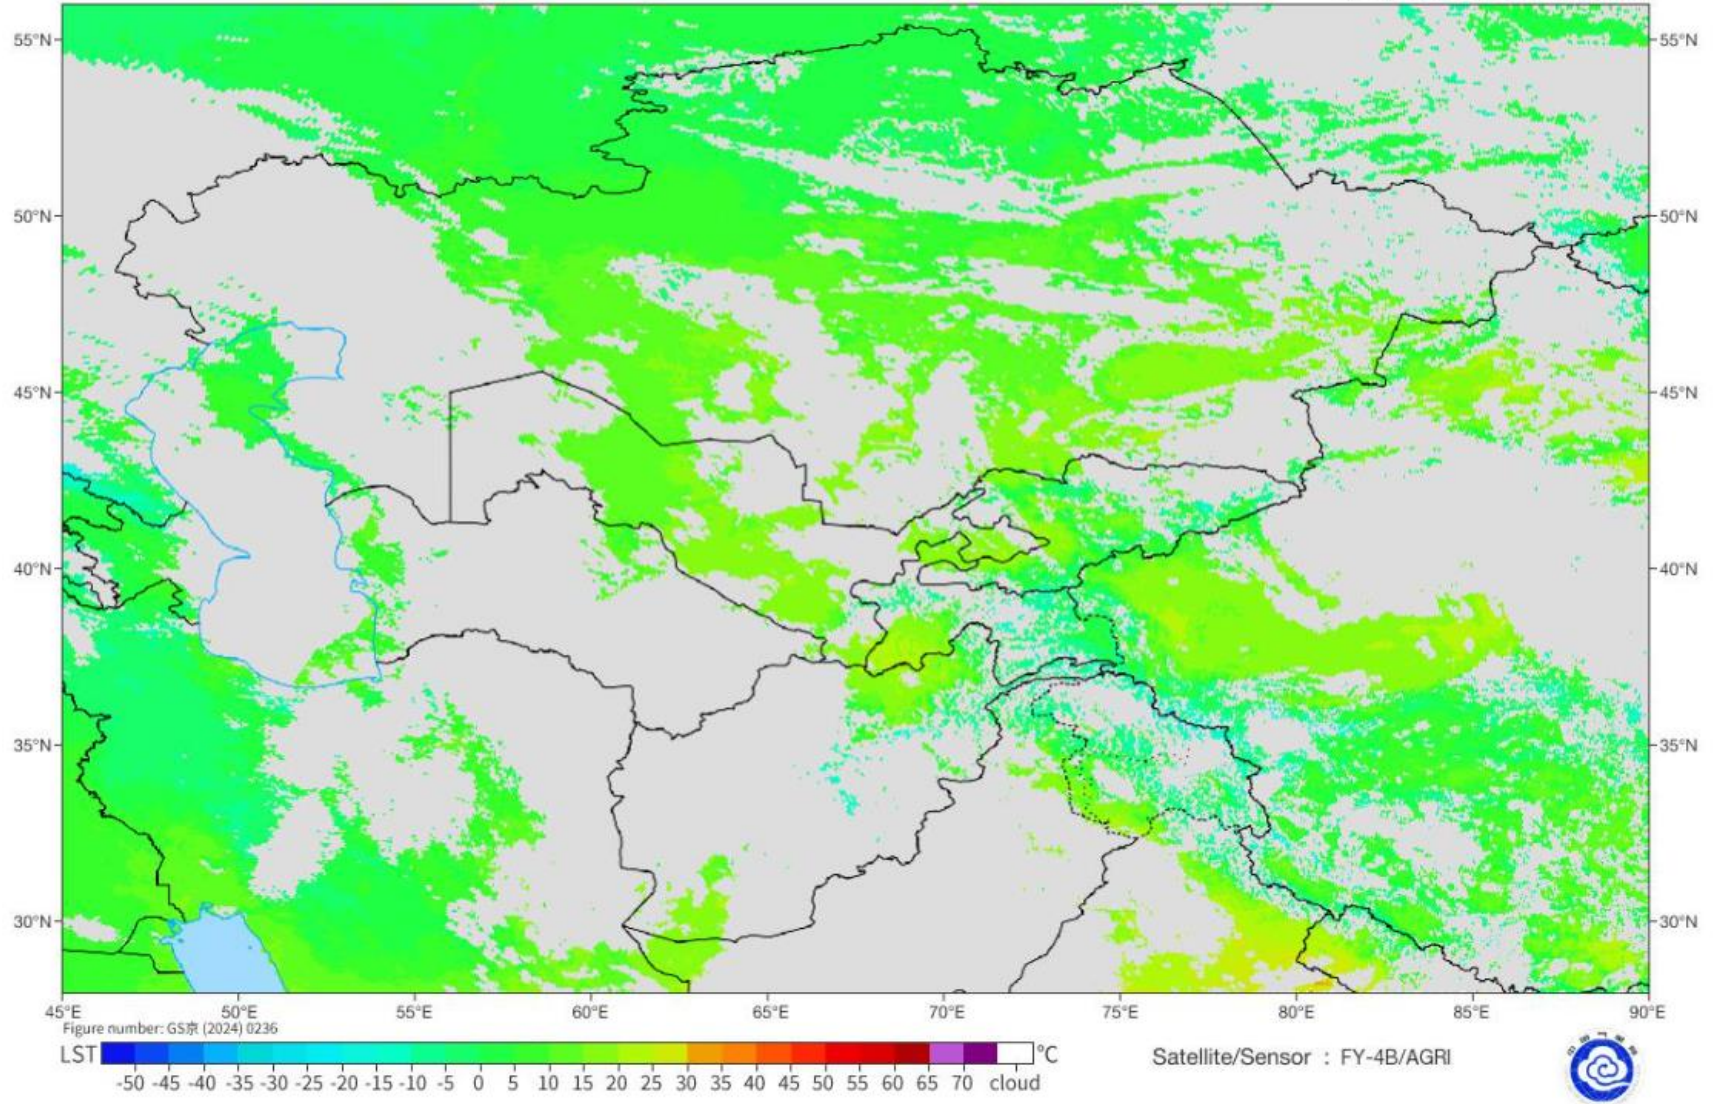 55°N 55°N
50°N 50°N
45°N 45°N
40°N 40°N
35°N 35°N
30°N 30°N
45°E 50°E 55°E 60°E 65°E 70°E 75°E 80°E 85°E 90°E
Figure number: GS京 (2024) 0236
LST °C
-50 -45 -40 -35 -30 -25 -20 -15 -10 -5 0 5 10 15 20 25 30 35 40 45 50 55 60 65 70 cloud
Satellite/Sensor : FY-4B/AGRI